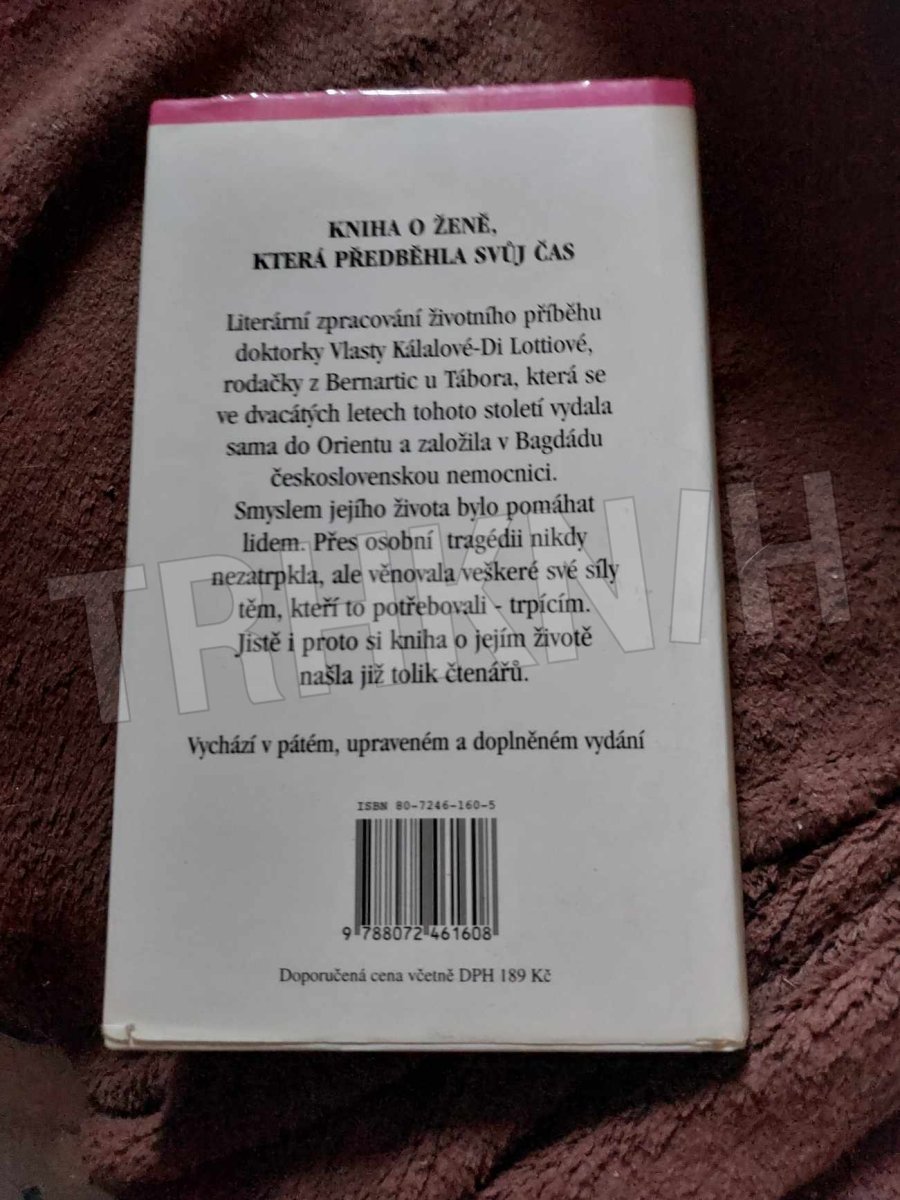 KNIHA O ŽENĚ,
KTERÁ PŘEDBĚHLA SVŮJ ČAS
Literární zpracování životního příběhu
doktorky Vlasty Kálalové-Di Lottiové,
rodačky z Bernartic u Tábora, která se
ve dvacátých letech tohoto století vydala
sama do Orientu a založila v Bagdádu
československou nemocnici.
Smyslem jejího života bylo pomáhat
lidem. Přes osobní tragédii nikdy
nezatrpkla, ale věnovala veškeré své síly
těm, kteří to potřebovali - trpícím.
Jistě i proto si kniha o jejím životě
našla již tolik čtenářů.
TRHKNIH
Vychází v pátém, upraveném a doplněném vydání
ISBN 80-7246-160-5
9 788072 461608
Doporučená cena včetně DPH 189 Kč